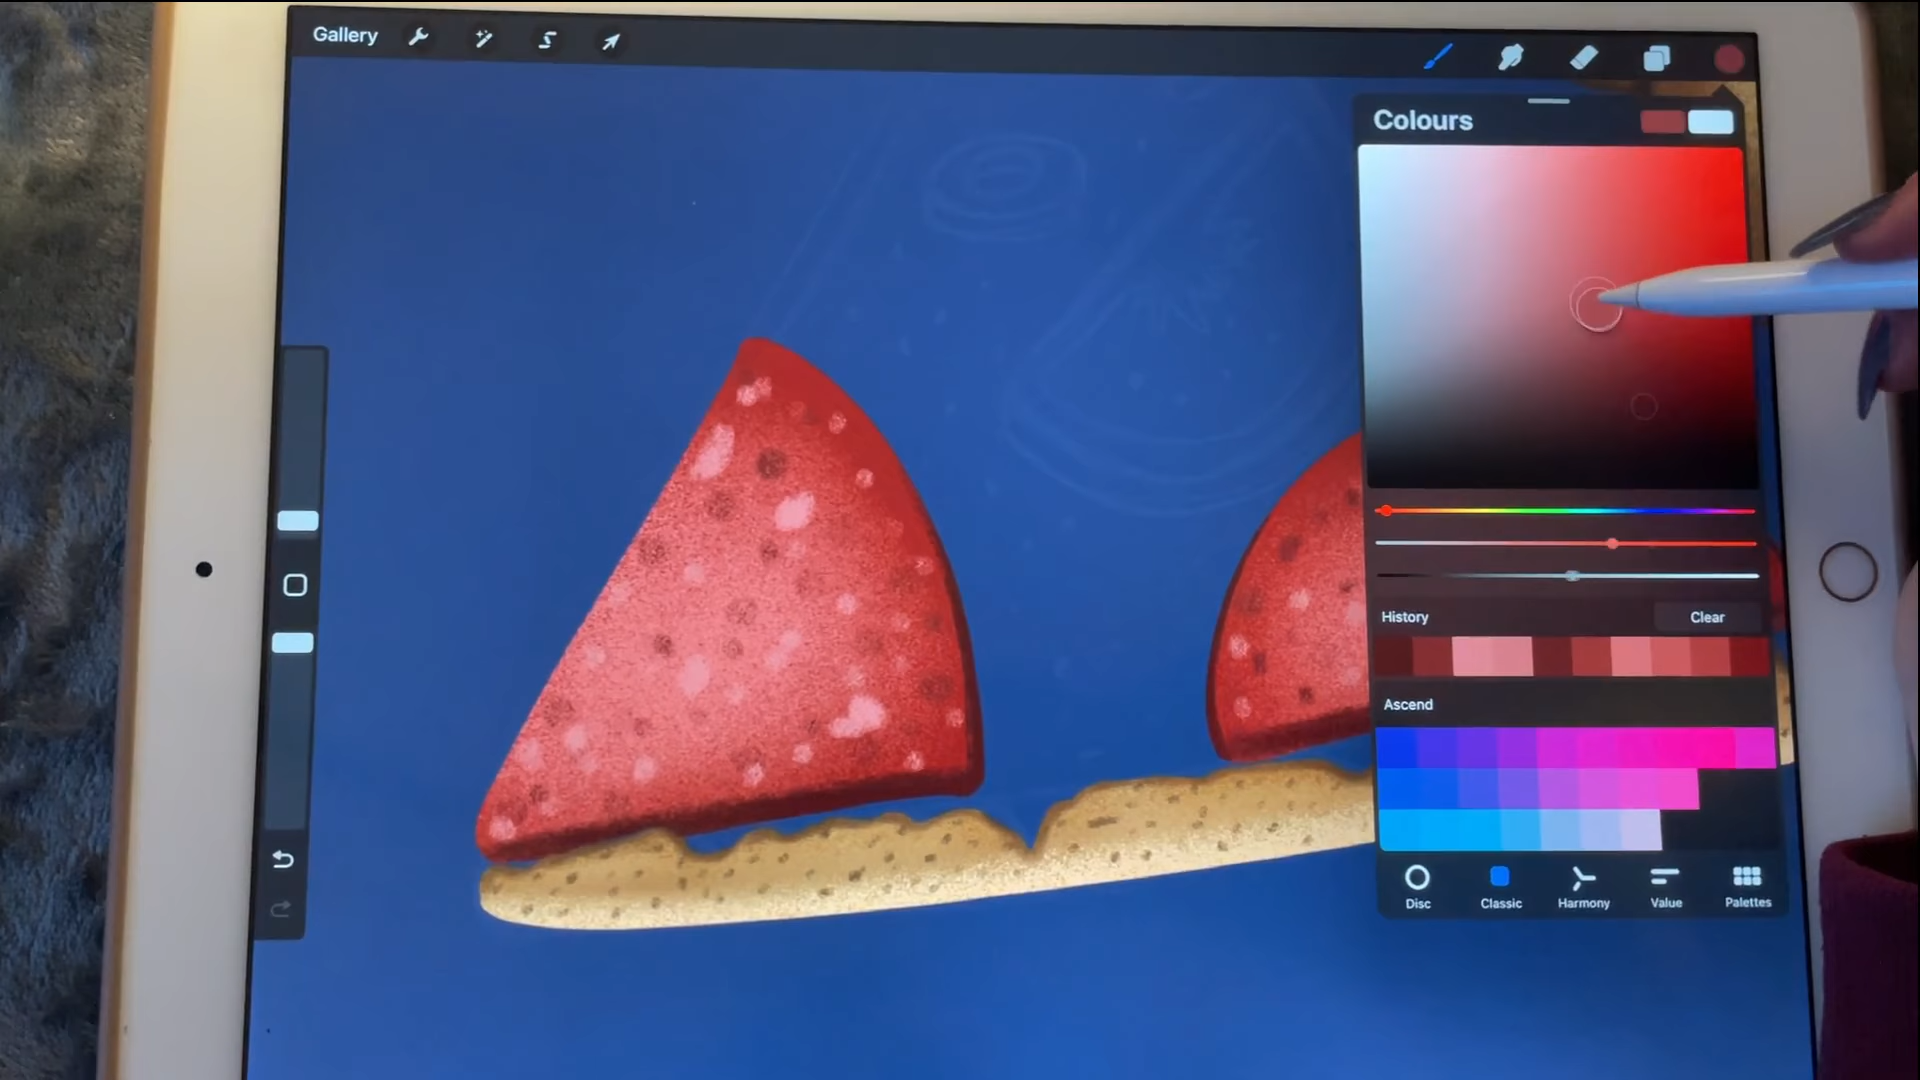 Gallery
Colours
History
Clear
Ascend
Disc
Classic
Harmony
Value
Palettes